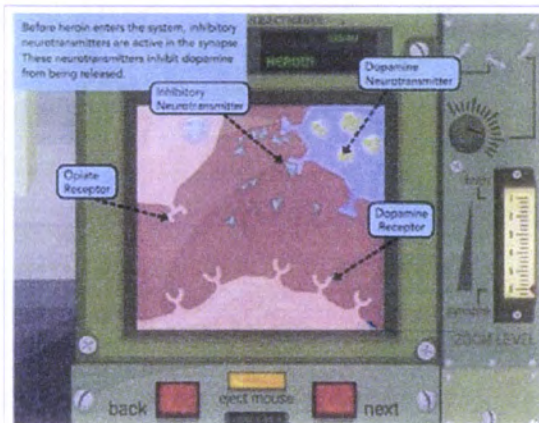 Before heroin enters the system, inhibitory
neurotransmitters are active in the synapse
These neurotransmitters inhibit dopamine
from being released.
HEROIN
Dopamine
Neurotransmitter
Inhibitory
Neurotransmitter
Opiate
Receptor
Dopamine
Receptor
ZOOM LEVEL
back
eject mouse
next